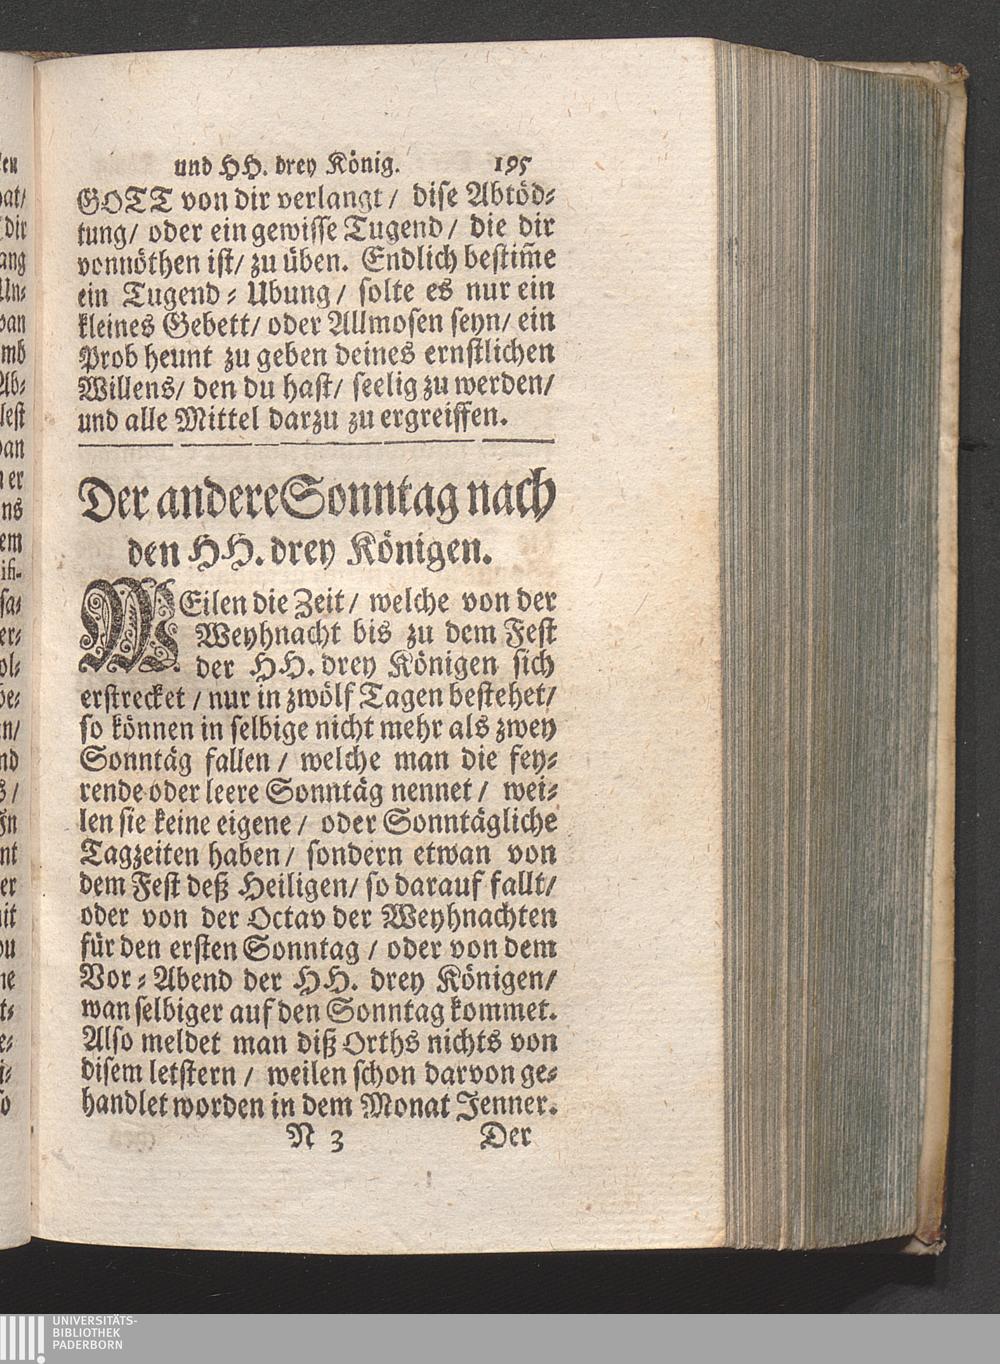 und HH. drey König. 195
GOTT von dir verlangt / dise Abtöd-
tung/ oder ein gewisse Tugend / die dir
vonnöthen ist/ zu üben. Endlich bestim̃e
ein Tugend-Ubung / solte es nur ein
kleines Gebett/ oder Allmosen seyn/ ein
Prob heunt zu geben deines ernstlichen
Willens/ den du hast/ seelig zu werden/
und alle Mittel darzu zu ergreiffen.
Der andere Sonntag nach
den HH. drey Königen.
WEilen die Zeit / welche von der
Weyhnacht bis zu dem Fest
der HH. drey Königen sich
erstrecket / nur in zwölf Tagen bestehet/
so können in selbige nicht mehr als zwey
Sonntäg fallen / welche man die fey-
rende oder leere Sonntäg nennet / wei-
len sie keine eigene / oder Sonntägliche
Tagzeiten haben / sondern etwan von
dem Fest deß Heiligen/ so darauf fallt/
oder von der Octav der Weyhnachten
für den ersten Sonntag / oder von dem
Vor-Abend der HH. drey Königen/
wan selbiger auf den Sonntag kommet.
Also meldet man diß Orths nichts von
disem letstern / weilen schon darvon ge-
handlet worden in dem Monat Jenner.
N 3 Der
UNIVERSITÄTS-
BIBLIOTHEK
PADERBORN